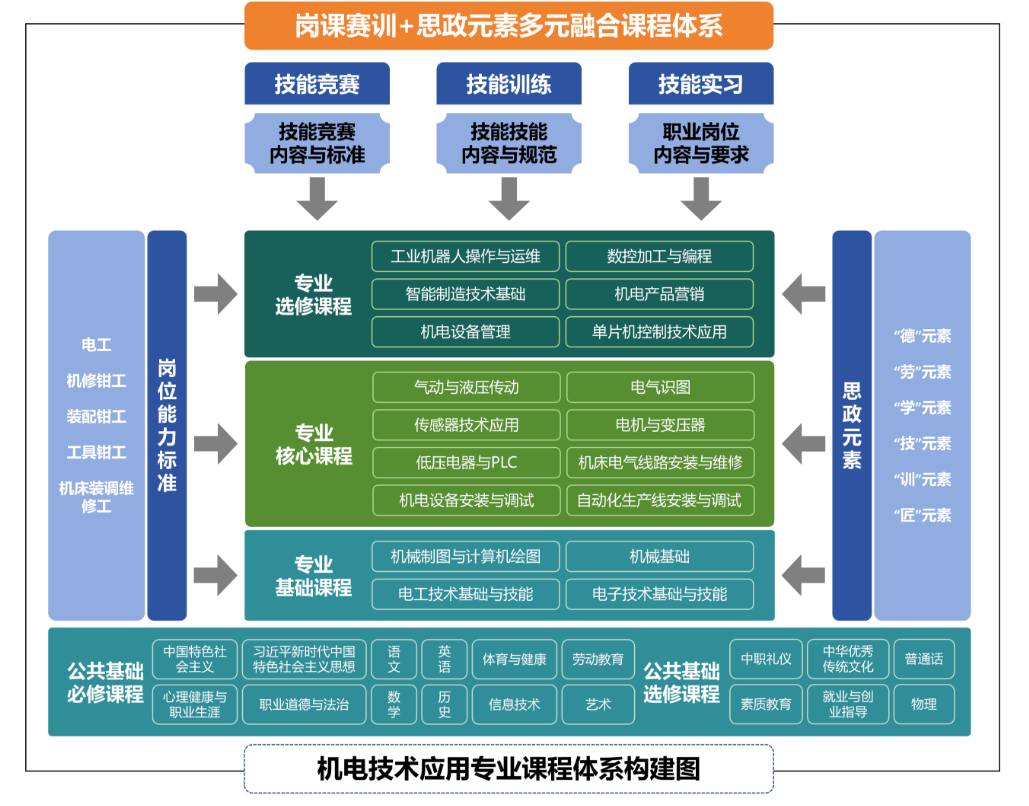 岗课赛训+思政元素多元融合课程体系
技能竞赛
技能训练
技能实习
技能竞赛
内容与标准
技能技能
内容与规范
职业岗位
内容与要求
电工
机修钳工
装配钳工
工具钳工
机床装调维
修工
岗位能力标准
专业
选修课程
工业机器人操作与运维
数控加工与编程
智能制造技术基础
机电产品营销
机电设备管理
单片机控制技术应用
专业
核心课程
气动与液压传动
电气识图
传感器技术应用
电机与变压器
低压电器与PLC
机床电气线路安装与维修
机电设备安装与调试
自动化生产线安装与调试
专业
基础课程
机械制图与计算机绘图
机械基础
电工技术基础与技能
电子技术基础与技能
思政元素
“德”元素
“劳”元素
“学”元素
“技”元素
“训”元素
“匠”元素
公共基础
必修课程
中国特色社
会主义
习近平新时代中国
特色社会主义思想
语文
英语
体育与健康
劳动教育
心理健康与
职业生涯
职业道德与法治
数学
历史
信息技术
艺术
公共基础
选修课程
中职礼仪
中华优秀
传统文化
普通话
素质教育
就业与创
业指导
物理
机电技术应用专业课程体系构建图